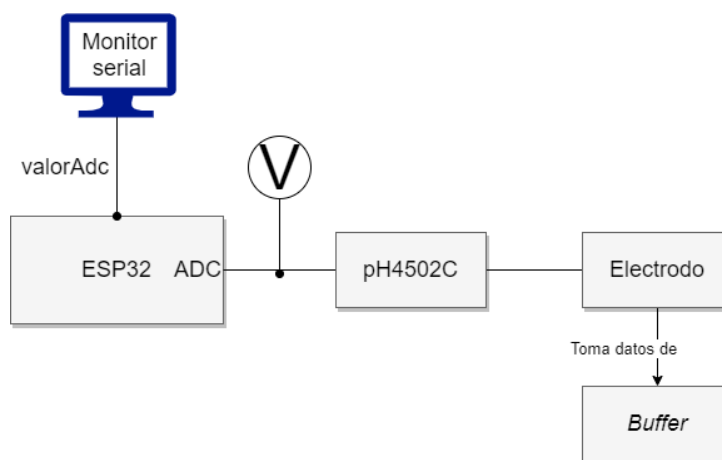 Monitor
serial
valorAdc
V
ESP32
ADC
pH4502C
Electrodo
Toma datos de
Buffer